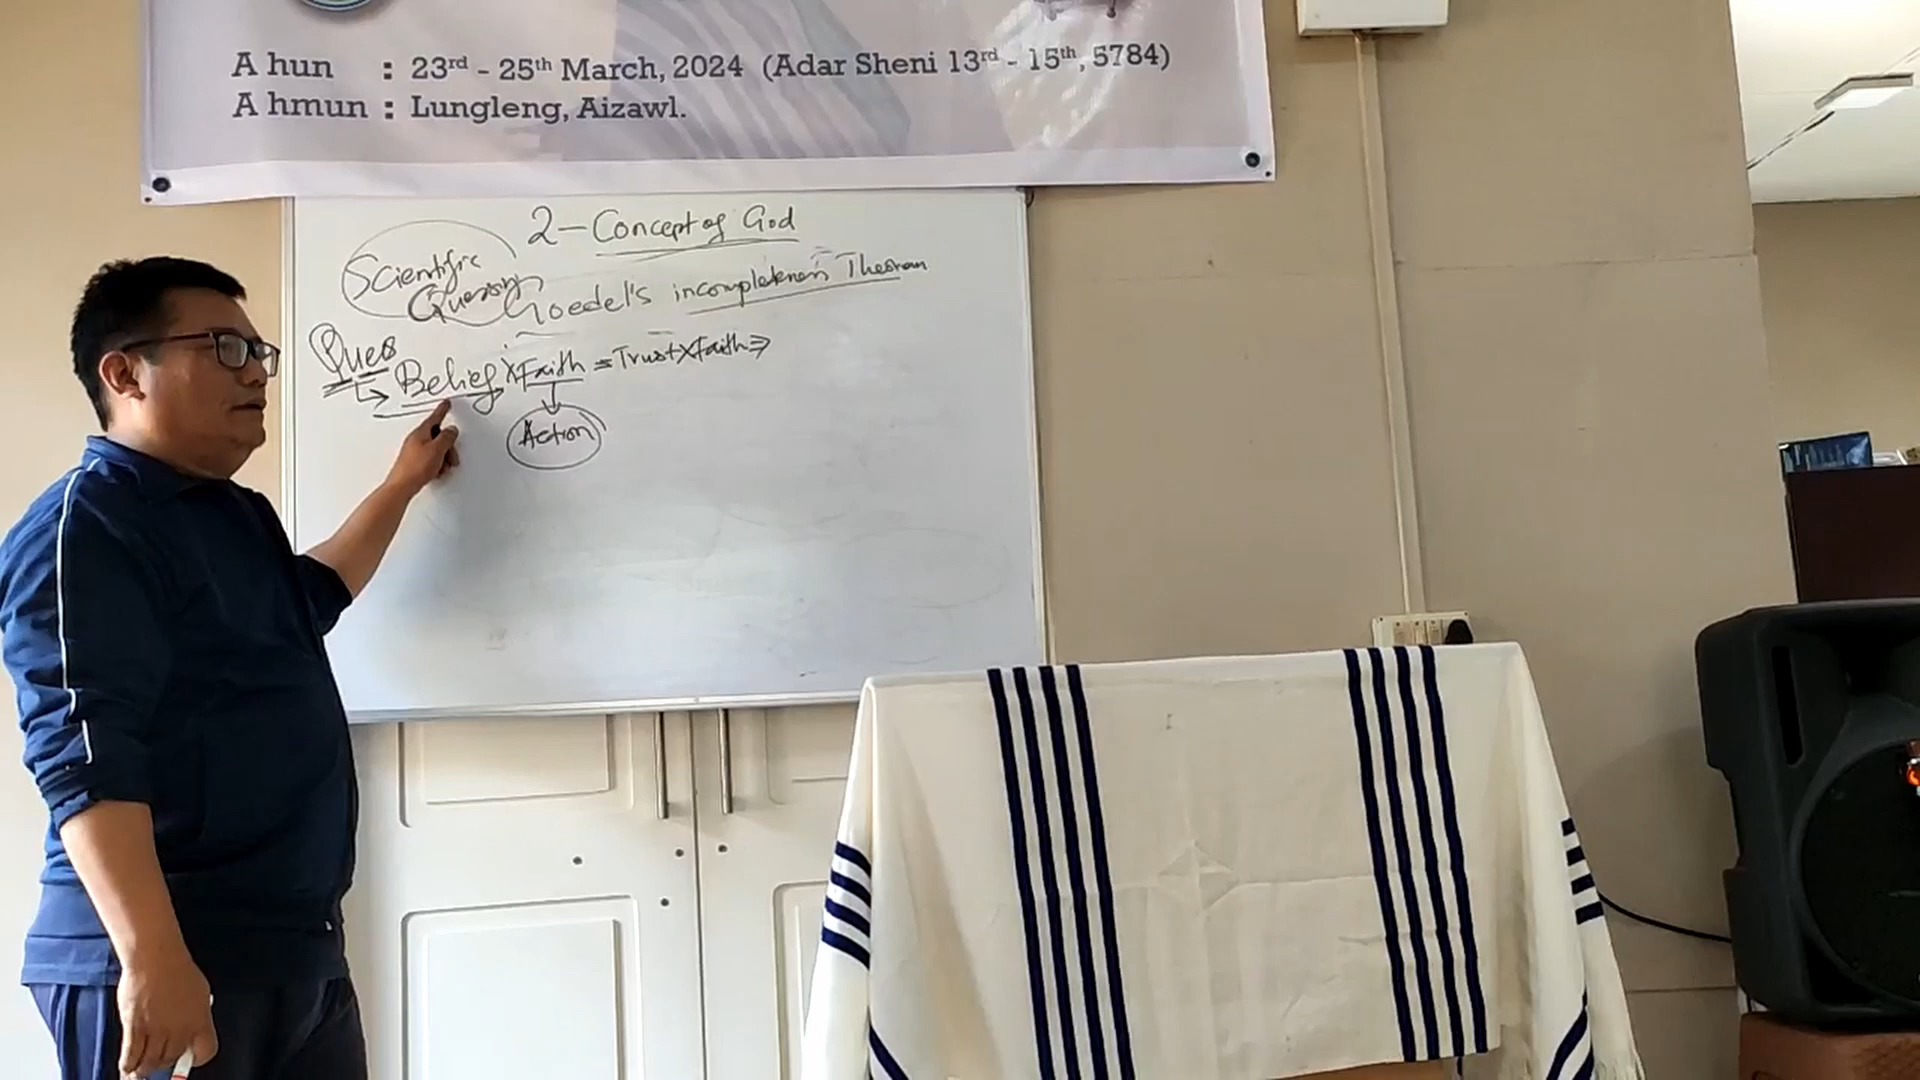 A hun : 23rd - 25th March, 2024 (Adar Sheni 13rd - 15th, 5784)
A hmun : Lungleng, Aizawl.
2 - Concept of God
Scientific
Query
Goedel's incompleteness Theorem
Ques
Belief X Faith = Trust X Faith ⇒
Action